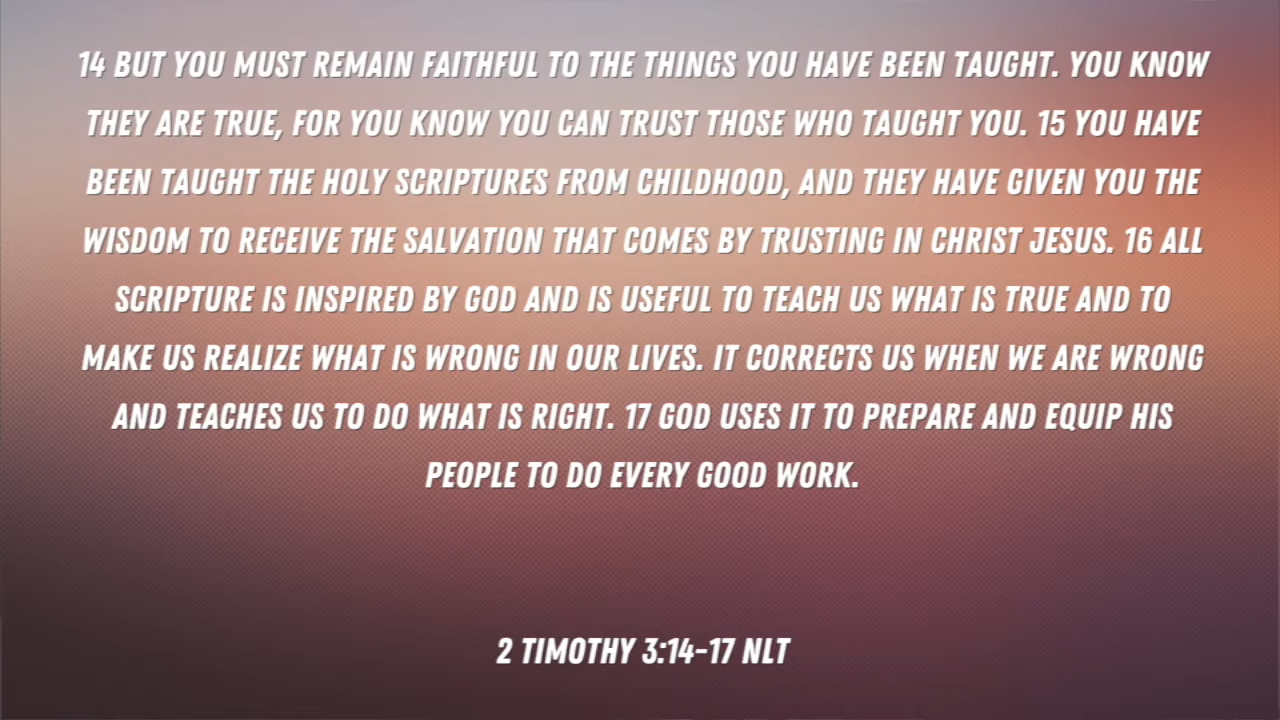 14 BUT YOU MUST REMAIN FAITHFUL TO THE THINGS YOU HAVE BEEN TAUGHT. YOU KNOW
THEY ARE TRUE, FOR YOU KNOW YOU CAN TRUST THOSE WHO TAUGHT YOU. 15 YOU HAVE
BEEN TAUGHT THE HOLY SCRIPTURES FROM CHILDHOOD, AND THEY HAVE GIVEN YOU THE
WISDOM TO RECEIVE THE SALVATION THAT COMES BY TRUSTING IN CHRIST JESUS. 16 ALL
SCRIPTURE IS INSPIRED BY GOD AND IS USEFUL TO TEACH US WHAT IS TRUE AND TO
MAKE US REALIZE WHAT IS WRONG IN OUR LIVES. IT CORRECTS US WHEN WE ARE WRONG
AND TEACHES US TO DO WHAT IS RIGHT. 17 GOD USES IT TO PREPARE AND EQUIP HIS
PEOPLE TO DO EVERY GOOD WORK.
2 TIMOTHY 3:14-17 NLT